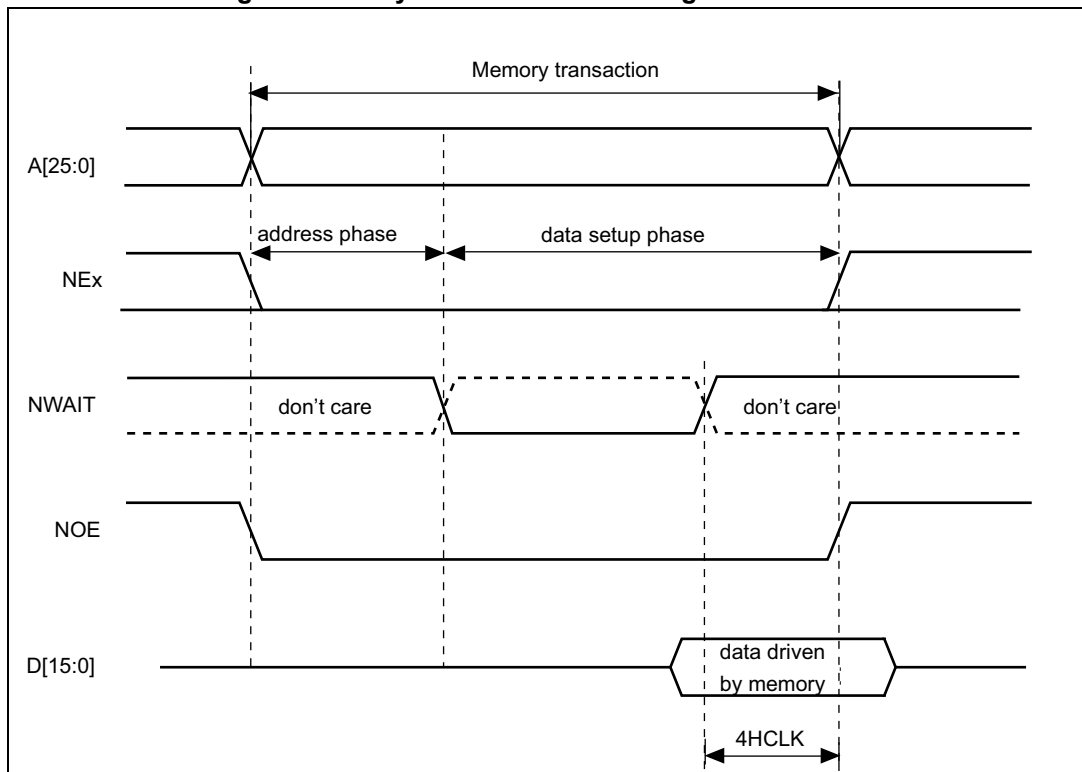 Memory transaction
A[25:0]
address phase
data setup phase
NEx
NWAIT
don't care
don't care
NOE
D[15:0]
data driven
by memory
4HCLK